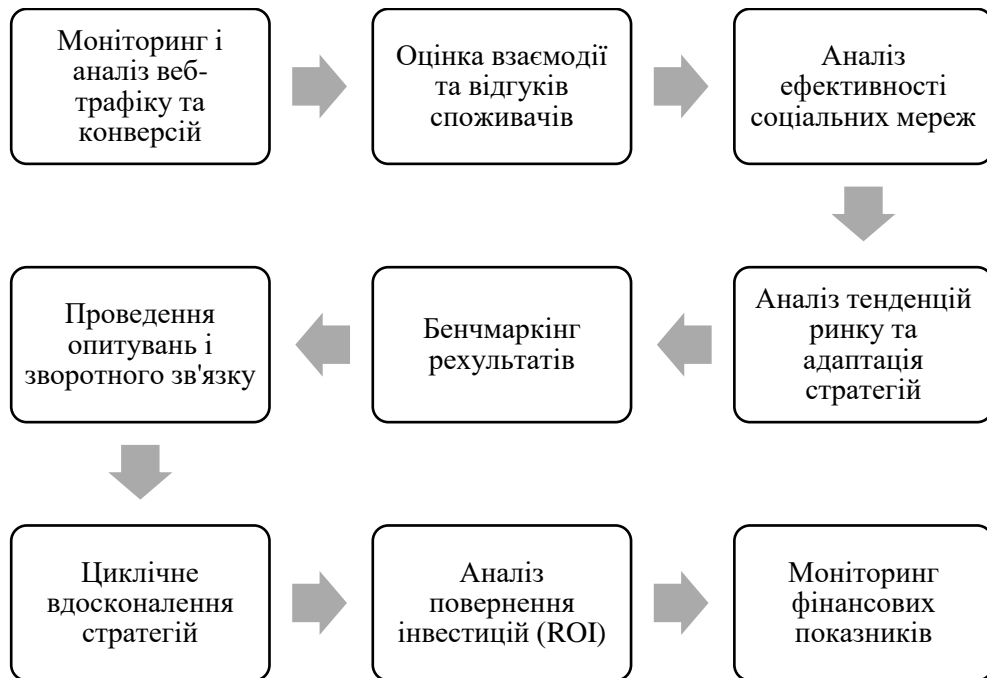 Моніторинг і
аналіз веб-
трафіку та
конверсій
Оцінка взаємодії
та відгуків
споживачів
Аналіз
ефективності
соціальних мереж
Аналіз тенденцій
ринку та
адаптація
стратегій
Бенчмаркінг
рехультатів
Проведення
опитувань і
зворотного зв'язку
Циклічне
вдосконалення
стратегій
Аналіз
повернення
інвестицій (ROI)
Моніторинг
фінансових
показників